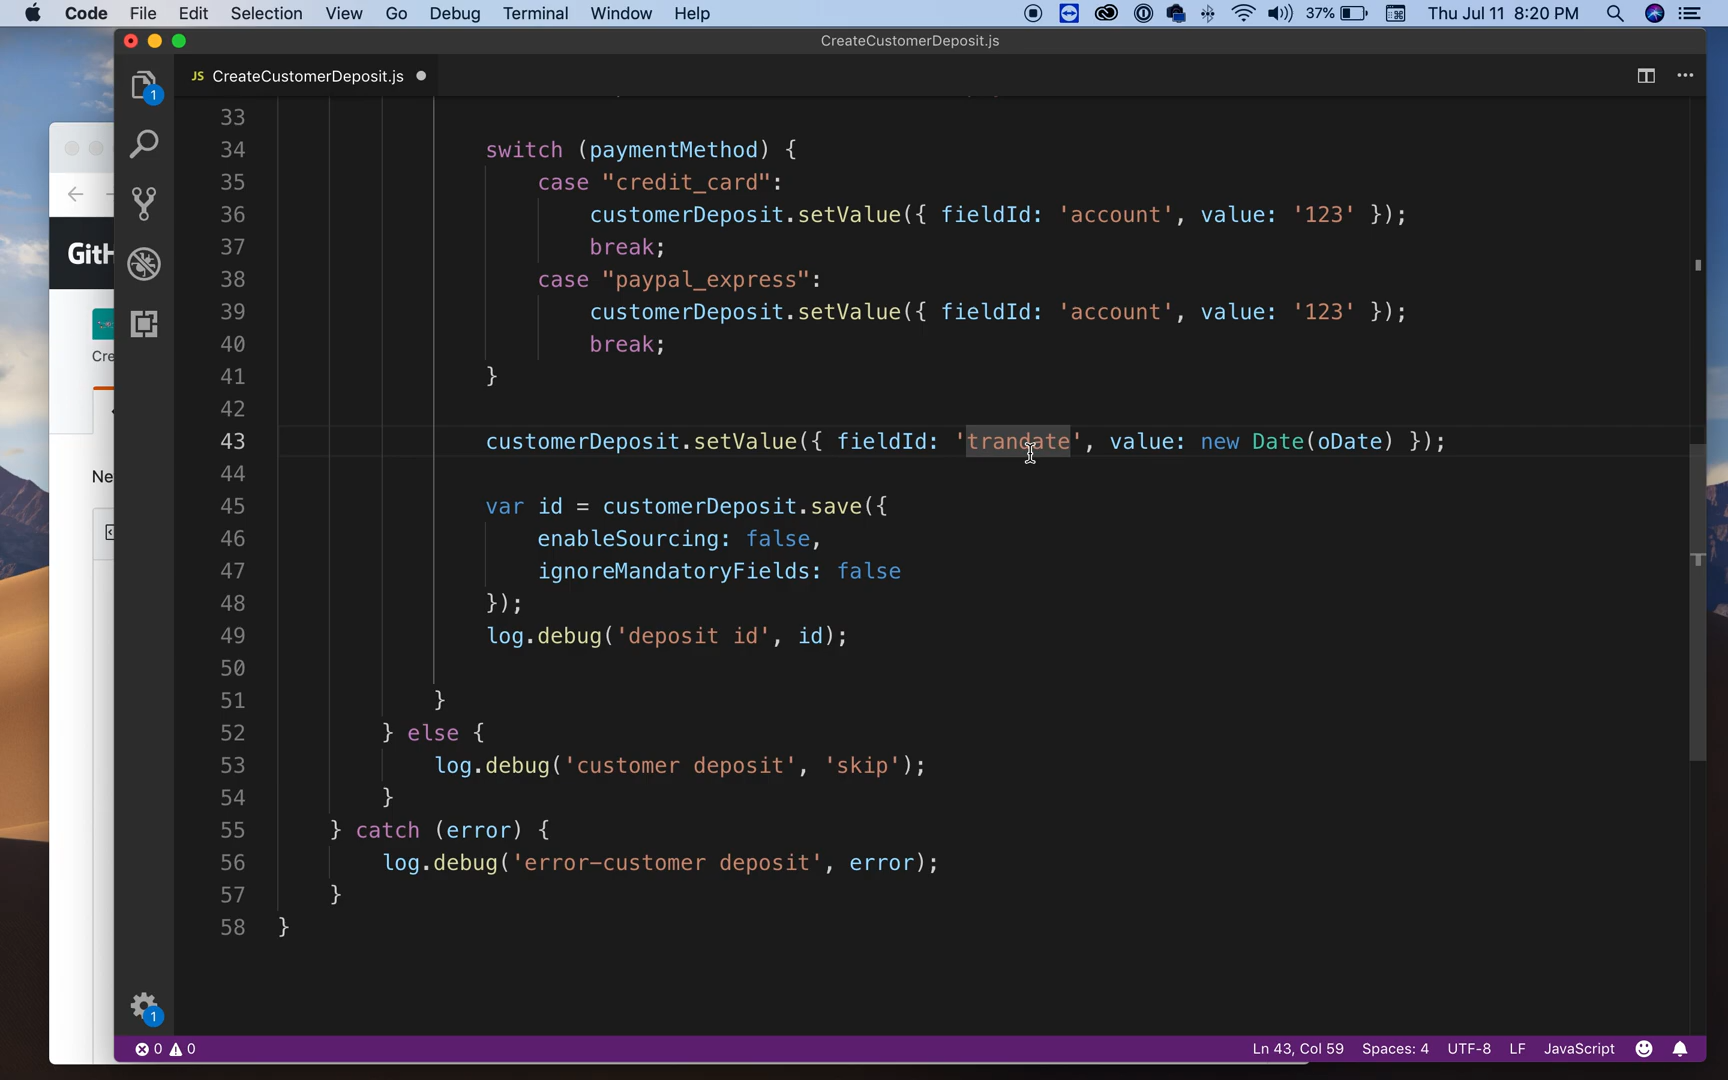 Code File Edit Selection View Go Debug Terminal Window Help 37% Thu Jul 11 8:20 PM
CreateCustomerDeposit.js
JS CreateCustomerDeposit.js
33
34 switch (paymentMethod) {
35 case "credit_card":
36 customerDeposit.setValue({ fieldId: 'account', value: '123' });
37 break;
38 case "paypal_express":
39 customerDeposit.setValue({ fieldId: 'account', value: '123' });
40 break;
41 }
42
43 customerDeposit.setValue({ fieldId: 'trandate', value: new Date(oDate) });
44
45 var id = customerDeposit.save({
46 enableSourcing: false,
47 ignoreMandatoryFields: false
48 });
49 log.debug('deposit id', id);
50
51 }
52 } else {
53 log.debug('customer deposit', 'skip');
54 }
55 } catch (error) {
56 log.debug('error-customer deposit', error);
57 }
58 }
1
GitH
Cre
Ne
1
0 0 Ln 43, Col 59 Spaces: 4 UTF-8 LF JavaScript